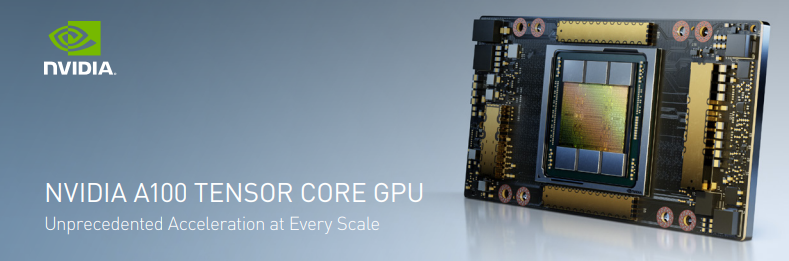 NVIDIA.
NVIDIA A100 TENSOR CORE GPU
Unprecedented Acceleration at Every Scale